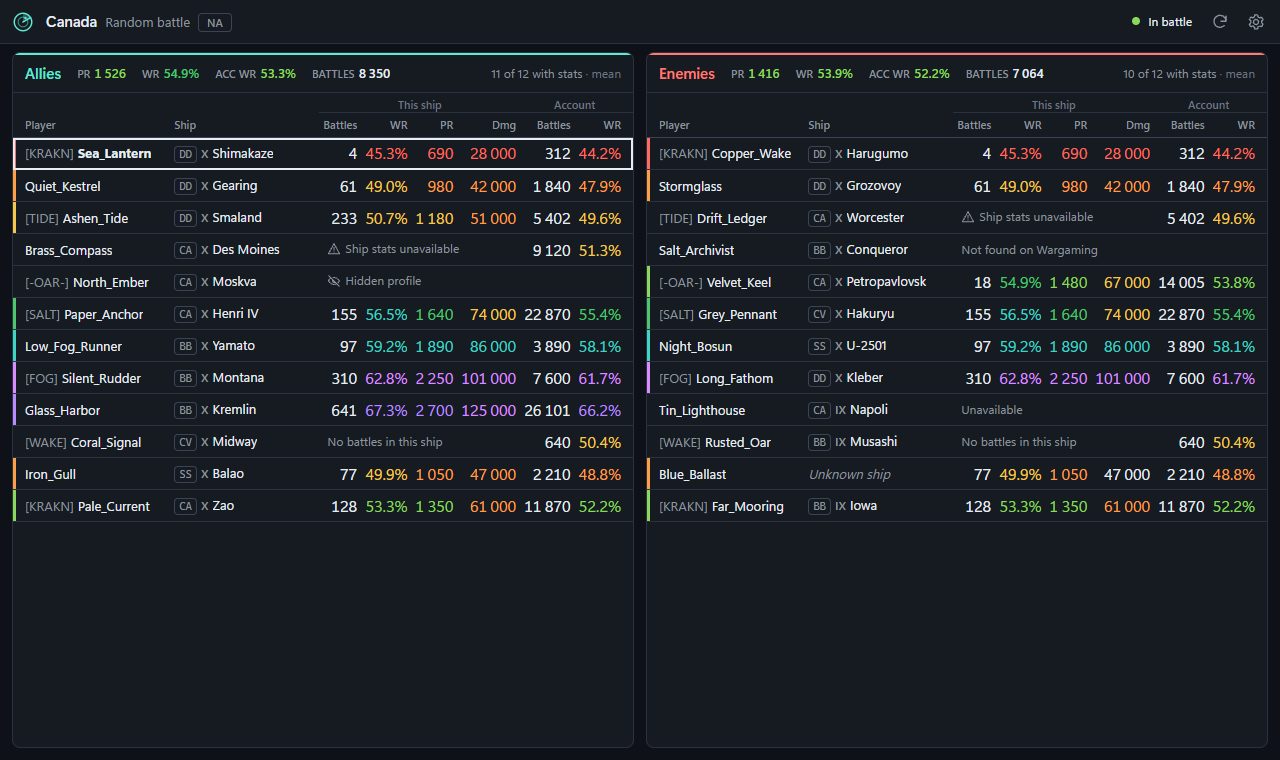 Canada Random battle NA In battle
Allies PR 1 526 WR 54.9% ACC WR 53.3% BATTLES 8 350 11 of 12 with stats · mean
This ship Account
Player Ship Battles WR PR Dmg Battles WR
[KRAKN] Sea_Lantern DD X Shimakaze 4 45.3% 690 28 000 312 44.2%
Quiet_Kestrel DD X Gearing 61 49.0% 980 42 000 1 840 47.9%
[TIDE] Ashen_Tide DD X Smaland 233 50.7% 1 180 51 000 5 402 49.6%
Brass_Compass CA X Des Moines Ship stats unavailable 9 120 51.3%
[-OAR-] North_Ember CA X Moskva Hidden profile
[SALT] Paper_Anchor CA X Henri IV 155 56.5% 1 640 74 000 22 870 55.4%
Low_Fog_Runner BB X Yamato 97 59.2% 1 890 86 000 3 890 58.1%
[FOG] Silent_Rudder BB X Montana 310 62.8% 2 250 101 000 7 600 61.7%
Glass_Harbor BB X Kremlin 641 67.3% 2 700 125 000 26 101 66.2%
[WAKE] Coral_Signal CV X Midway No battles in this ship 640 50.4%
Iron_Gull SS X Balao 77 49.9% 1 050 47 000 2 210 48.8%
[KRAKN] Pale_Current CA X Zao 128 53.3% 1 350 61 000 11 870 52.2%
Enemies PR 1 416 WR 53.9% ACC WR 52.2% BATTLES 7 064 10 of 12 with stats · mean
This ship Account
Player Ship Battles WR PR Dmg Battles WR
[KRAKN] Copper_Wake DD X Harugumo 4 45.3% 690 28 000 312 44.2%
Stormglass DD X Grozovoy 61 49.0% 980 42 000 1 840 47.9%
[TIDE] Drift_Ledger CA X Worcester Ship stats unavailable 5 402 49.6%
Salt_Archivist BB X Conqueror Not found on Wargaming
[-OAR-] Velvet_Keel CA X Petropavlovsk 18 54.9% 1 480 67 000 14 005 53.8%
[SALT] Grey_Pennant CV X Hakuryu 155 56.5% 1 640 74 000 22 870 55.4%
Night_Bosun SS X U-2501 97 59.2% 1 890 86 000 3 890 58.1%
[FOG] Long_Fathom DD X Kleber 310 62.8% 2 250 101 000 7 600 61.7%
Tin_Lighthouse CA IX Napoli Unavailable
[WAKE] Rusted_Oar BB IX Musashi No battles in this ship 640 50.4%
Blue_Ballast Unknown ship 77 49.9% 1 050 47 000 2 210 48.8%
[KRAKN] Far_Mooring BB IX Iowa 128 53.3% 1 350 61 000 11 870 52.2%